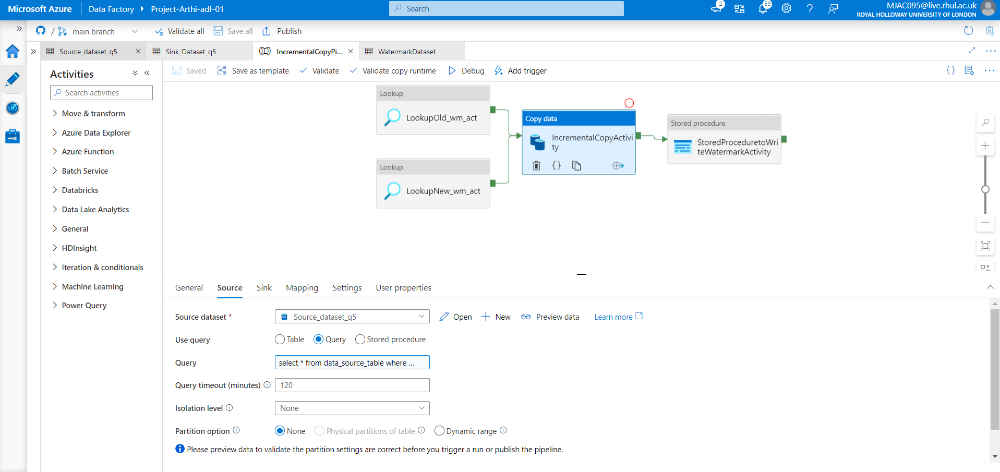 Microsoft Azure
Data Factory
Project-Arthi-adf-01
Search
2
59
MJAC095@live.rhul.ac.uk
ROYAL HOLLOWAY UNIVERSITY OF LONDON
/
main branch
Validate all
Save all
Publish
Source_dataset_q5
Sink_Dataset_q5
IncrementalCopyPi...
WatermarkDataset
Activities
Search activities
Move & transform
Azure Data Explorer
Azure Function
Batch Service
Databricks
Data Lake Analytics
General
HDInsight
Iteration & conditionals
Machine Learning
Power Query
Saved
Save as template
Validate
Validate copy runtime
Debug
Add trigger
Lookup
LookupOld_wm_act
Lookup
LookupNew_wm_act
Copy data
IncrementalCopyActivi
ty
Stored procedure
StoredProceduretoWri
teWatermarkActivity
General
Source
Sink
Mapping
Settings
User properties
Source dataset *
Source_dataset_q5
Open
New
Preview data
Learn more
Use query
Table
Query
Stored procedure
Query
select * from data_source_table where ...
Query timeout (minutes)
120
Isolation level
None
Partition option
None
Physical partitions of table
Dynamic range
Please preview data to validate the partition settings are correct before you trigger a run or publish the pipeline.